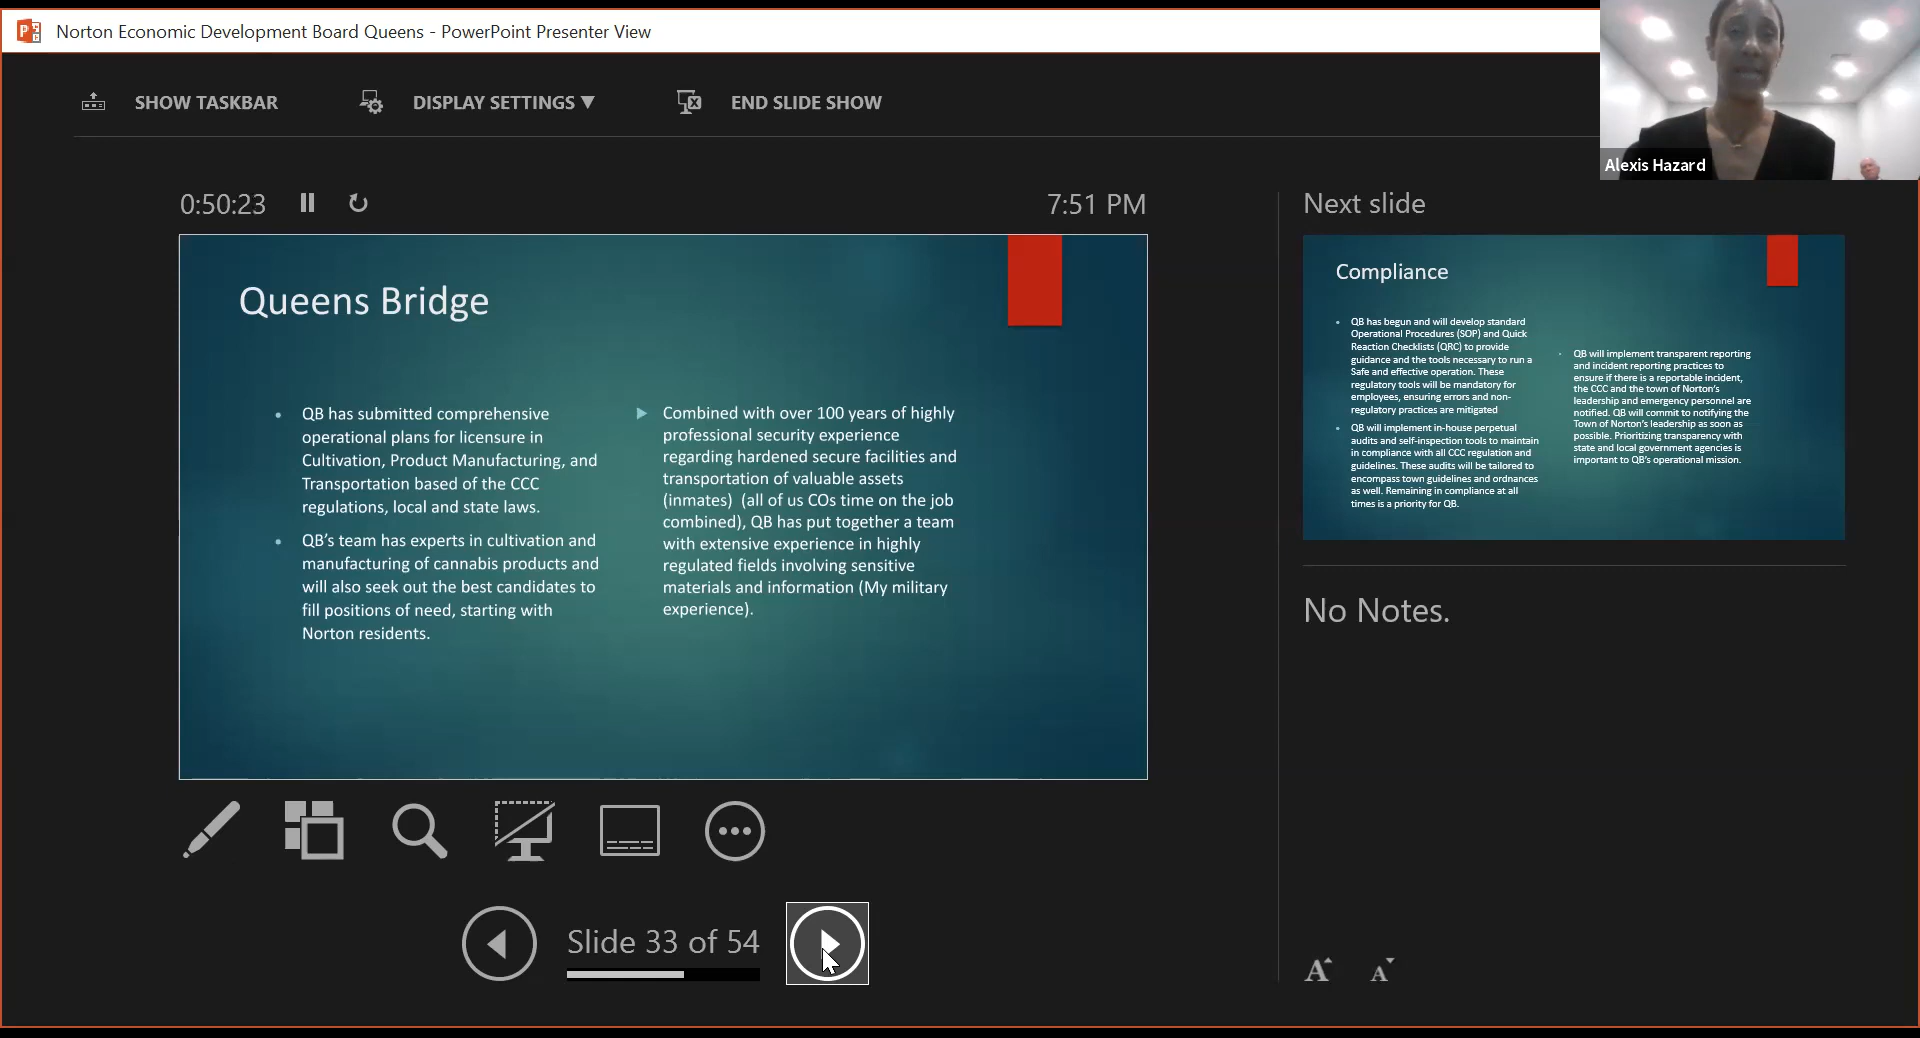 Norton Economic Development Board Queens - PowerPoint Presenter View
SHOW TASKBAR
DISPLAY SETTINGS ▼
END SLIDE SHOW
Alexis Hazard
0:50:23
7:51 PM
Queens Bridge
• QB has submitted comprehensive
operational plans for licensure in
Cultivation, Product Manufacturing, and
Transportation based of the CCC
regulations, local and state laws.
• QB's team has experts in cultivation and
manufacturing of cannabis products and
will also seek out the best candidates to
fill positions of need, starting with
Norton residents.
Combined with over 100 years of highly
professional security experience
regarding hardened secure facilities and
transportation of valuable assets
(inmates) (all of us COs time on the job
combined), QB has put together a team
with extensive experience in highly
regulated fields involving sensitive
materials and information (My military
experience).
Slide 33 of 54
Next slide
Compliance
• QB has begun and will develop standard
Operational Procedures (SOP) and Quick
Reaction Checklists (QRC) to provide
guidance and the tools necessary to run a
Safe and effective operation. These
regulatory tools will be mandatory for
employees, ensuring errors and non-
regulatory practices are mitigated
• QB will implement in-house perpetual
audits and self-inspection tools to maintain
in compliance with all CCC regulation and
guidelines. These audits will be tailored to
encompass town guidelines and ordnances
as well. Remaining in compliance at all
times is a priority for QB.
• QB will implement transparent reporting
and incident reporting practices to
ensure if there is a reportable incident,
the CCC and the town of Norton's
leadership and emergency personnel are
notified. QB will commit to notifying the
Town of Norton's leadership as soon as
possible. Prioritizing transparency with
state and local government agencies is
important to QB's operational mission.
No Notes.
A A